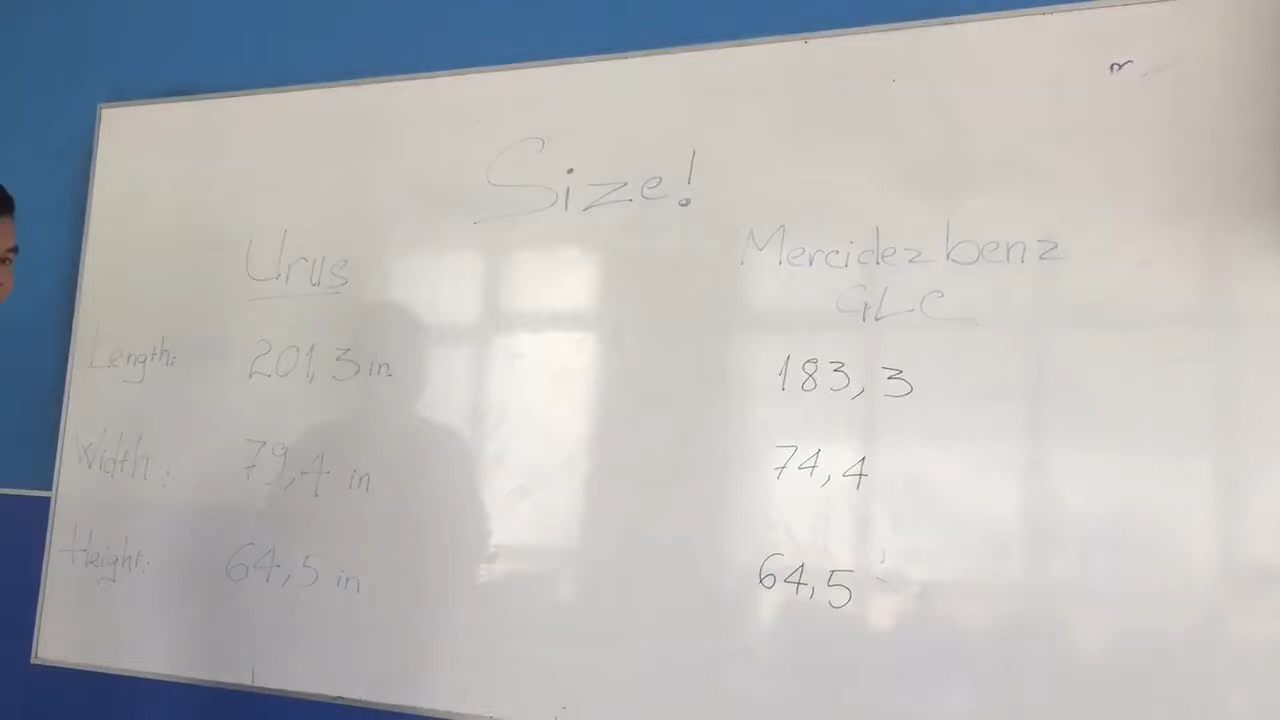 Size!
Urus Mercidez benz
GLC
Length: 201,3 in 183,3
Width: 79,4 in 74,4
Height: 64,5 in 64,5